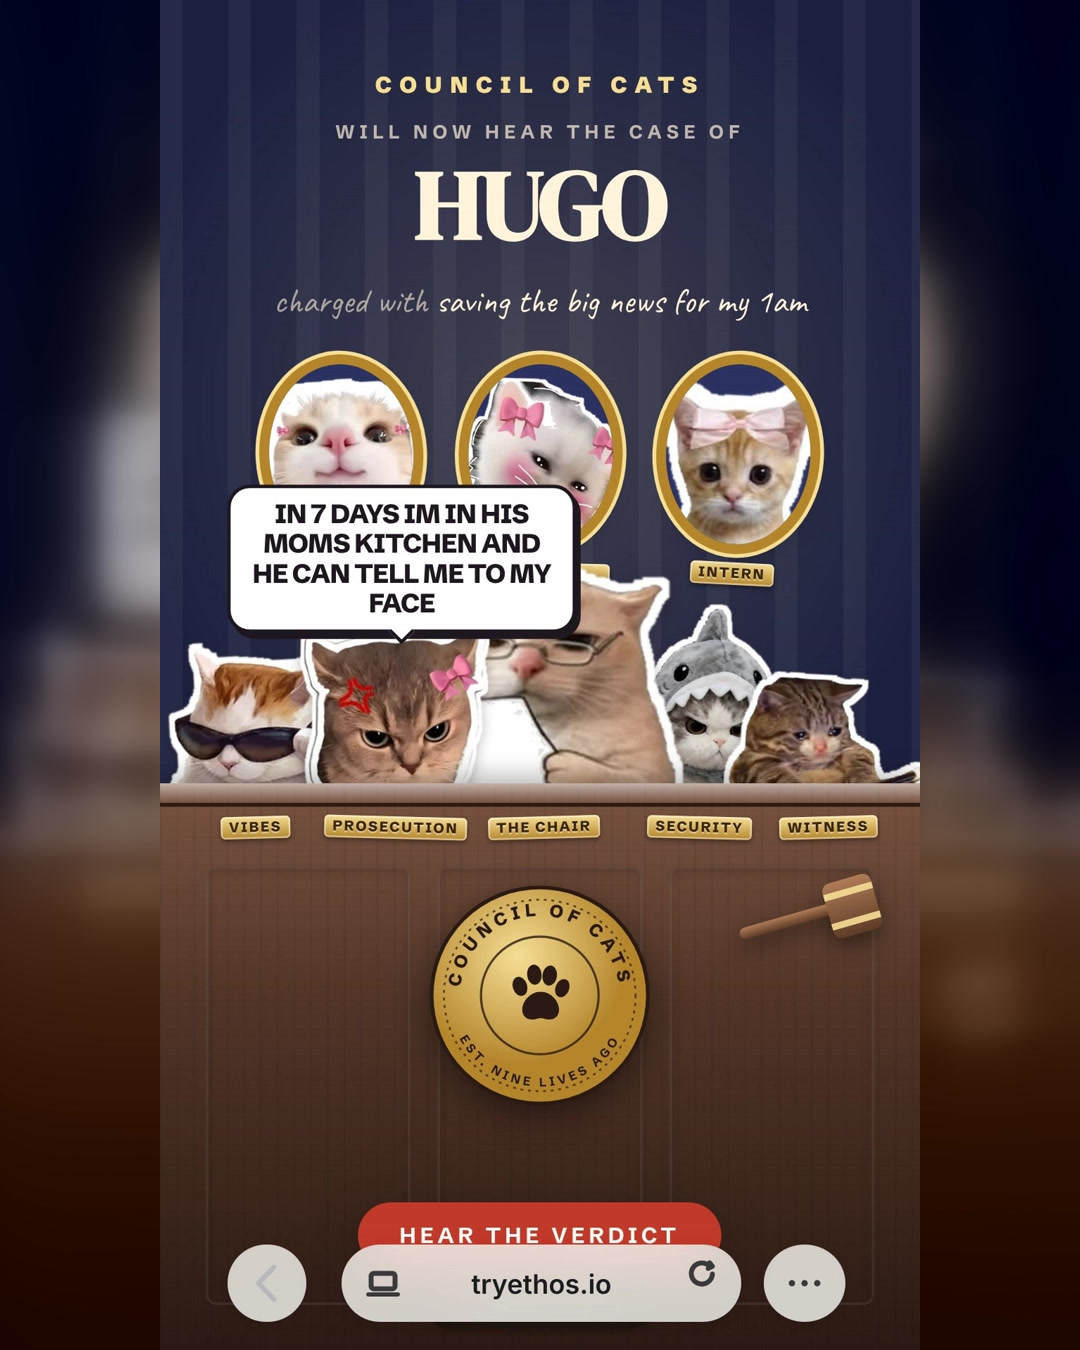 COUNCIL OF CATS
WILL NOW HEAR THE CASE OF
HUGO
charged with saving the big news for my 1am
IN 7 DAYS IM IN HIS
MOMS KITCHEN AND
HE CAN TELL ME TO MY
FACE
INTERN
VIBES
PROSECUTION
THE CHAIR
SECURITY
WITNESS
COUNCIL OF CATS
EST. NINE LIVES AGO
HEAR THE VERDICT
tryethos.io